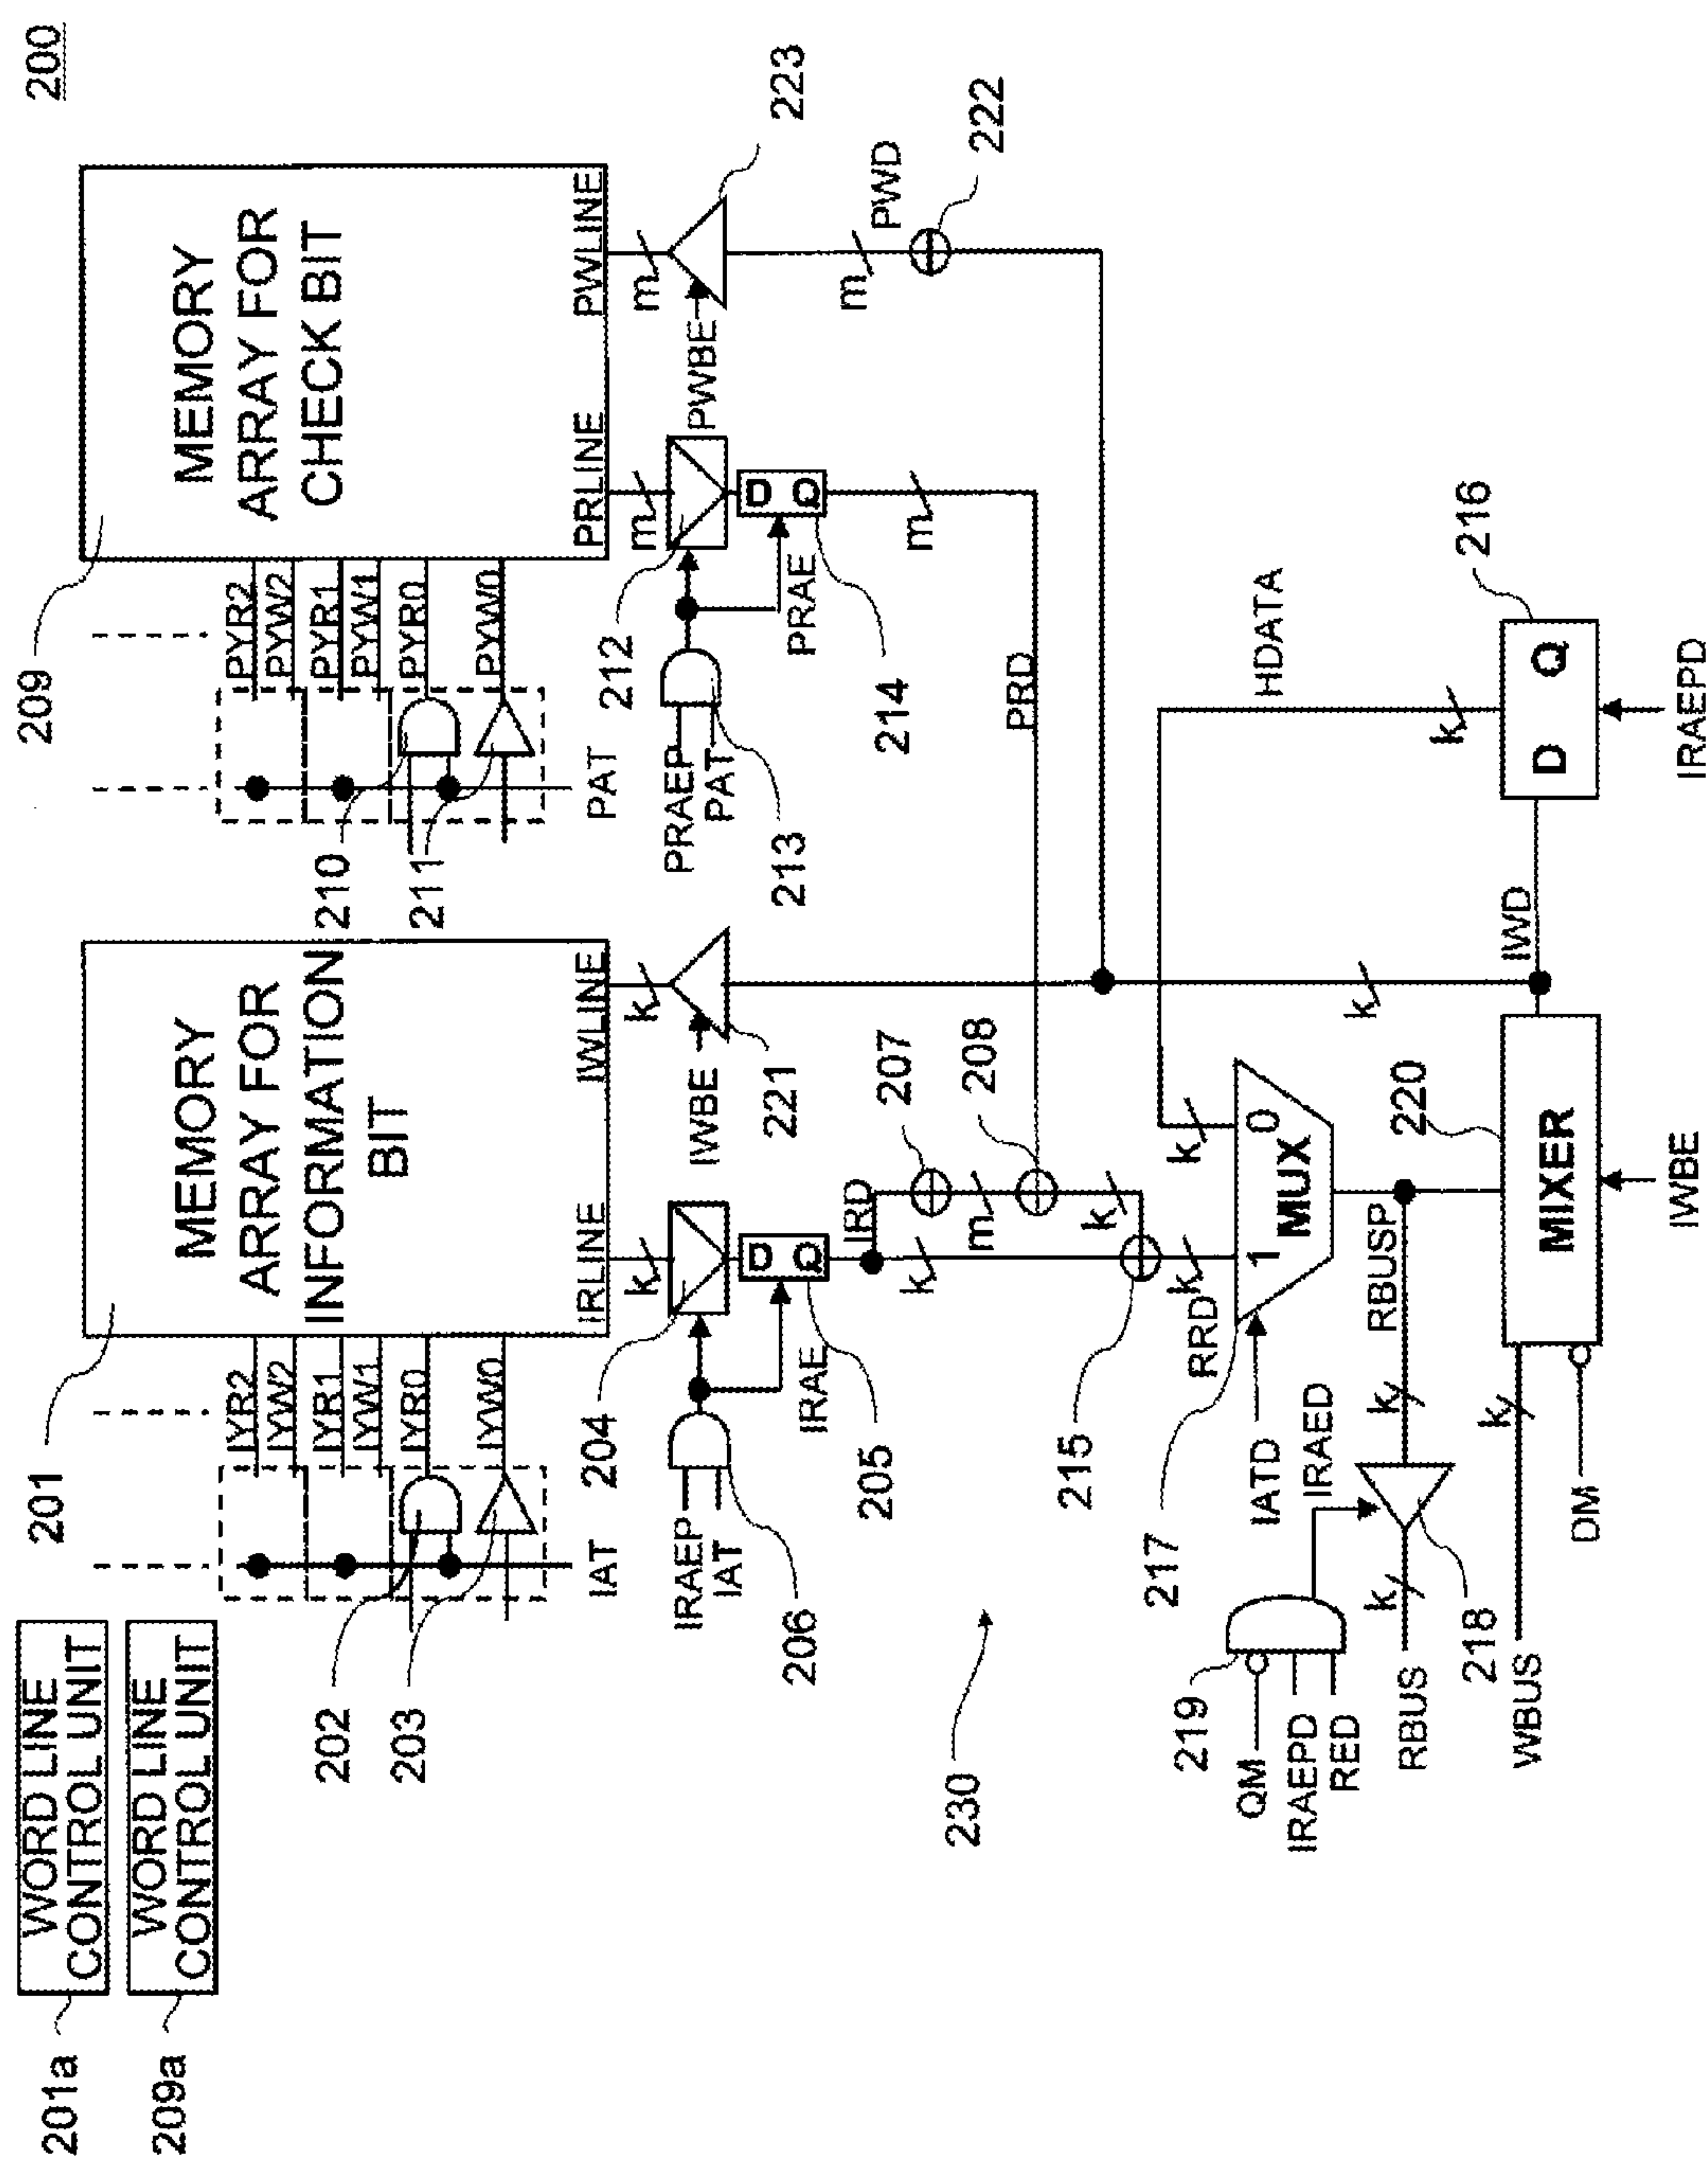 200
WORD LINE
CONTROL UNIT
201a
WORD LINE
CONTROL UNIT
209a
201
MEMORY
ARRAY FOR
INFORMATION
BIT
IRLINE
IWLINE
IYR2
IYW2
IYR1
IYW1
IYR0
IYW0
IAT
202
203
209
MEMORY
ARRAY FOR
CHECK BIT
PRLINE
PWLINE
PYR2
PYW2
PYR1
PYW1
PYR0
PYW0
PAT
210
211
k
204
IRAEP
IAT
206
D Q
IRAE
205
k
IWBE
221
m
212
PRAEP
PAT
213
D Q
PRAE
214
m
m
PWBE
223
m
PWD
222
IRD
207
208
m
k
k
PRD
215
k
RRD
k
1 0
MUX
217
IATD
HDATA
k
216
D Q
IRAEPD
230
219
QM
IRAEPD
RED
IRAED
RBUSP
k
k
218
RBUS
WBUS
k
DM
220
MIXER
IWBE
k
IWD